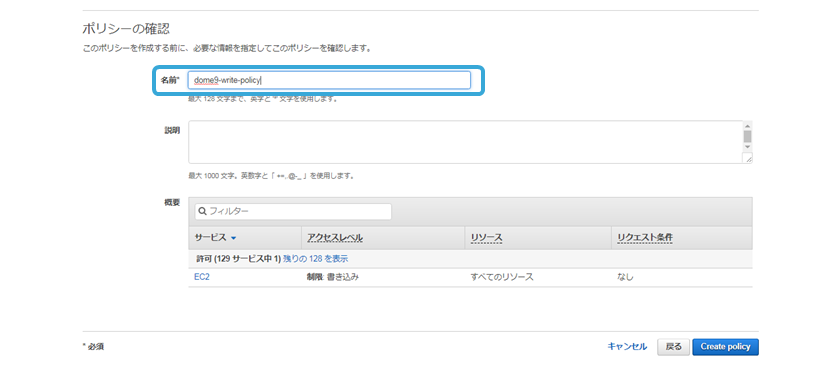 ポリシーの確認
このポリシーを作成する前に、必要な情報を指定してこのポリシーを確認します。
名前* dome9-write-policy
最大 128 文字まで、英字と '' 文字を使用します。
説明
最大 1000 文字。英数字と「 +=,.@-_ 」を使用します。
概要 フィルター
サービス アクセスレベル リソース リクエスト条件
許可 (129 サービス中 1) 残りの 128 を表示
EC2 制限: 書き込み すべてのリソース なし
* 必須 キャンセル 戻る Create policy